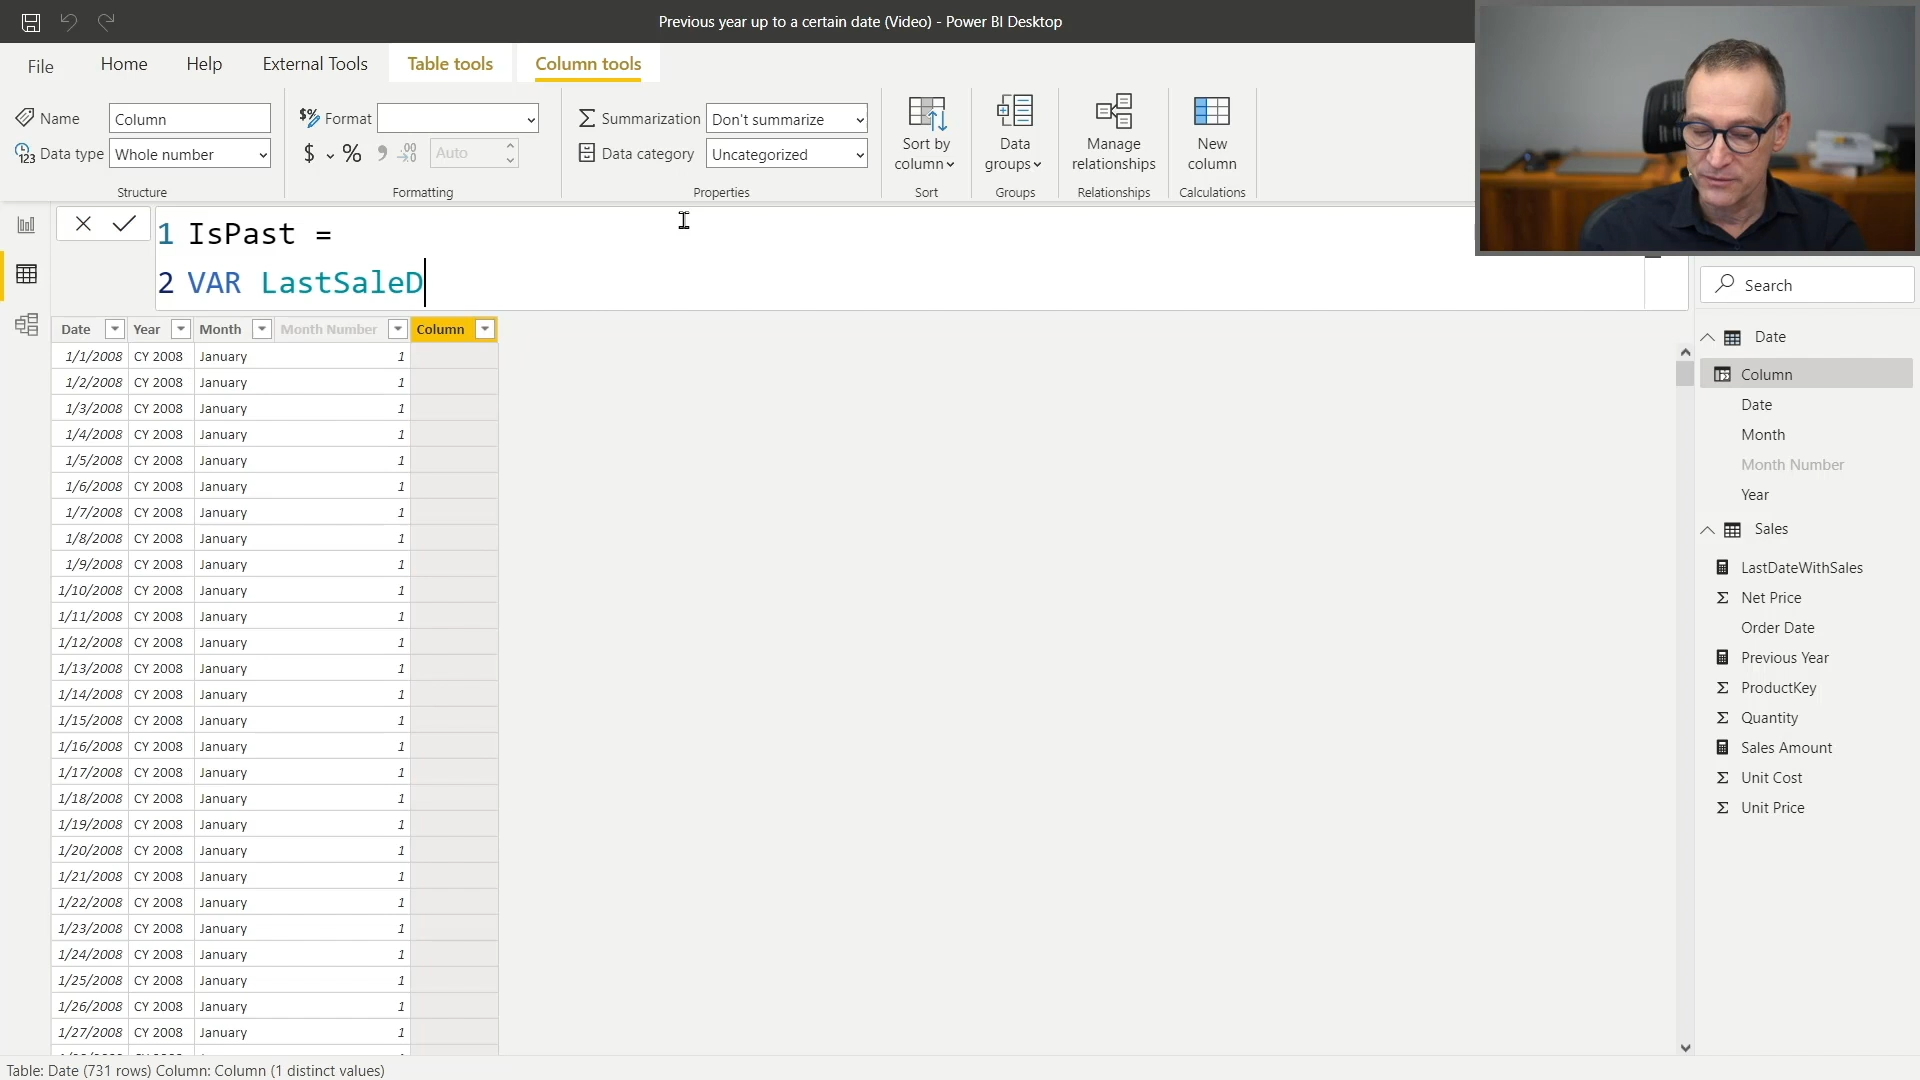 Previous year up to a certain date (Video) - Power BI Desktop
File Home Help External Tools Table tools Column tools
Name Column
Data type Whole number
Structure
Format
$ % Auto
Formatting
Summarization Don't summarize
Data category Uncategorized
Properties
Sort by
column
Sort
Data
groups
Groups
Manage
relationships
Relationships
New
column
Calculations
1 IsPast =
2 VAR LastSaleD
Date Year Month Month Number Column
1/1/2008 CY 2008 January 1
1/2/2008 CY 2008 January 1
1/3/2008 CY 2008 January 1
1/4/2008 CY 2008 January 1
1/5/2008 CY 2008 January 1
1/6/2008 CY 2008 January 1
1/7/2008 CY 2008 January 1
1/8/2008 CY 2008 January 1
1/9/2008 CY 2008 January 1
1/10/2008 CY 2008 January 1
1/11/2008 CY 2008 January 1
1/12/2008 CY 2008 January 1
1/13/2008 CY 2008 January 1
1/14/2008 CY 2008 January 1
1/15/2008 CY 2008 January 1
1/16/2008 CY 2008 January 1
1/17/2008 CY 2008 January 1
1/18/2008 CY 2008 January 1
1/19/2008 CY 2008 January 1
1/20/2008 CY 2008 January 1
1/21/2008 CY 2008 January 1
1/22/2008 CY 2008 January 1
1/23/2008 CY 2008 January 1
1/24/2008 CY 2008 January 1
1/25/2008 CY 2008 January 1
1/26/2008 CY 2008 January 1
1/27/2008 CY 2008 January 1
Search
Date
Column
Date
Month
Month Number
Year
Sales
LastDateWithSales
Net Price
Order Date
Previous Year
ProductKey
Quantity
Sales Amount
Unit Cost
Unit Price
Table: Date (731 rows) Column: Column (1 distinct values)